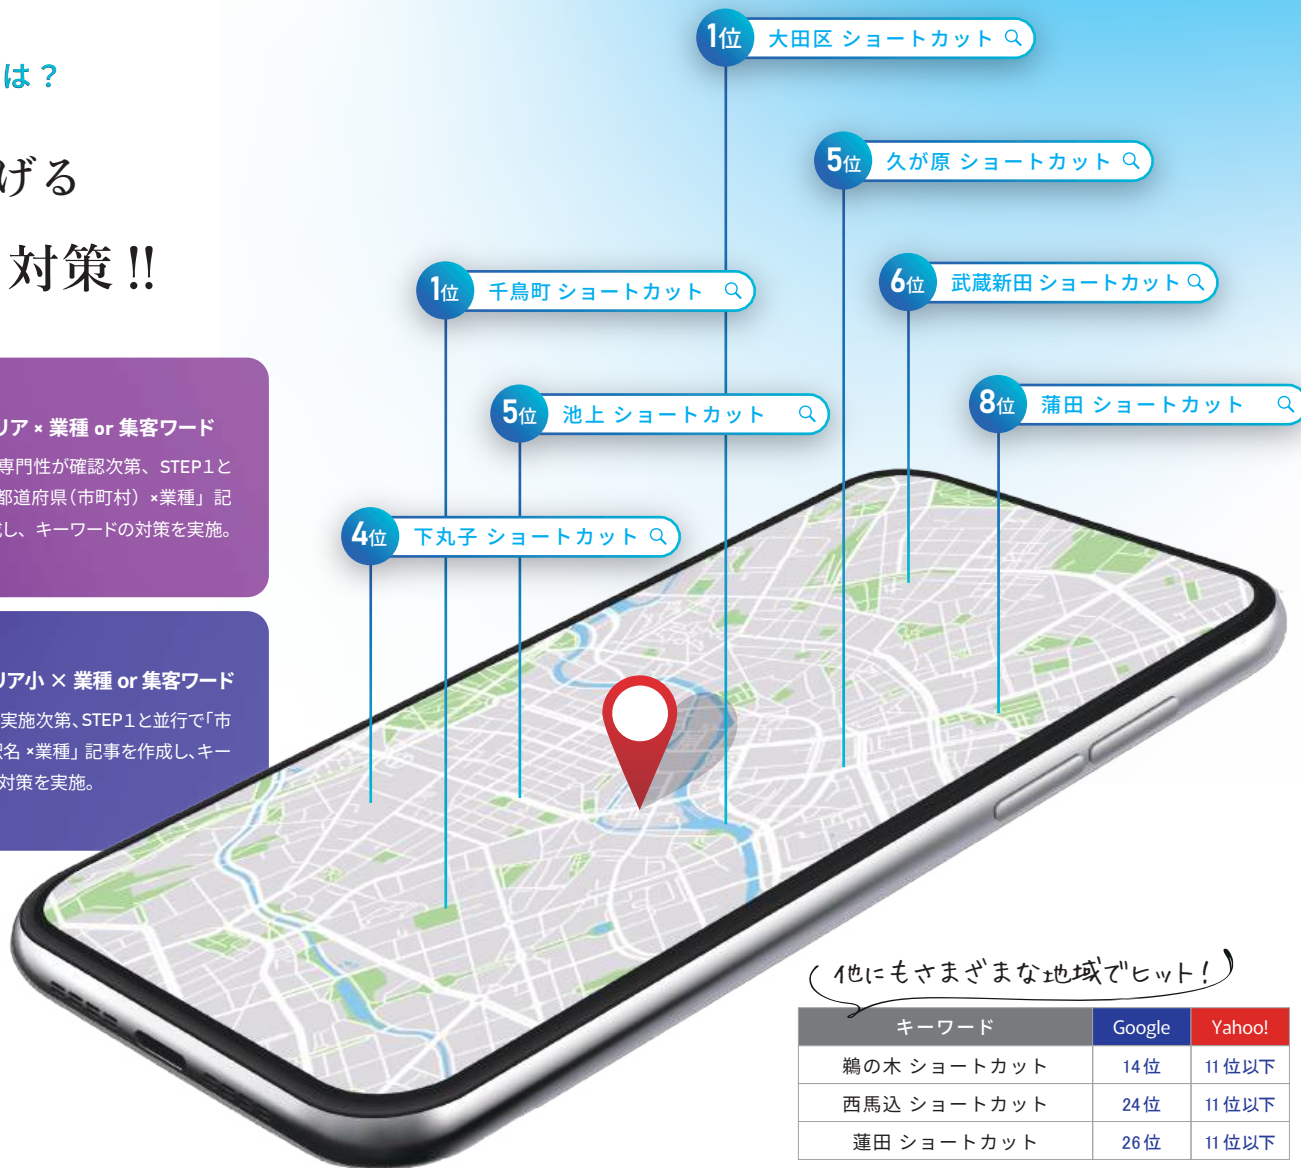 は？
げる
対策!!
リア × 業種 or 集客ワード
専門性が確認次第、STEP1と
都道府県(市町村) ×業種」記
成し、キーワードの対策を実施。
リア小 × 業種 or 集客ワード
実施次第、STEP1と並行で「市
駅名 ×業種」記事を作成し、キー
対策を実施。
1位 大田区 ショートカット
5位 久が原 ショートカット
1位 千鳥町 ショートカット
6位 武蔵新田 ショートカット
5位 池上 ショートカット
8位 蒲田 ショートカット
4位 下丸子 ショートカット
他にもさまざまな地域でヒット!
キーワード Google Yahoo!
鵜の木 ショートカット 14位 11位以下
西馬込 ショートカット 24位 11位以下
蓮田 ショートカット 26位 11位以下